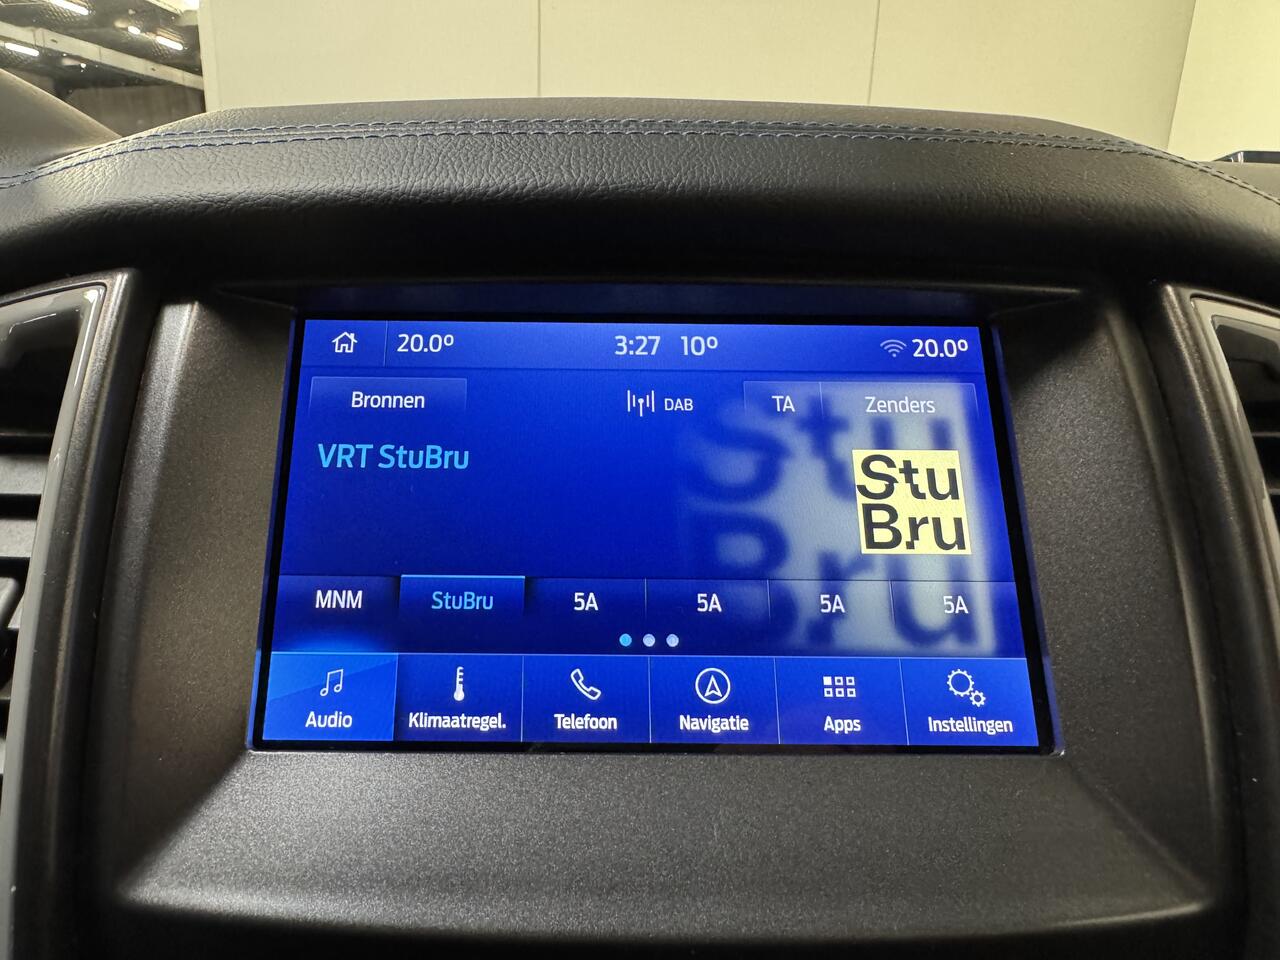 20.0º 3:27 10º 20.0º
Bronnen DAB TA Zenders
VRT StuBru
Stu
Bru
MNM StuBru 5A 5A 5A 5A
Audio Klimaatregel. Telefoon Navigatie Apps Instellingen